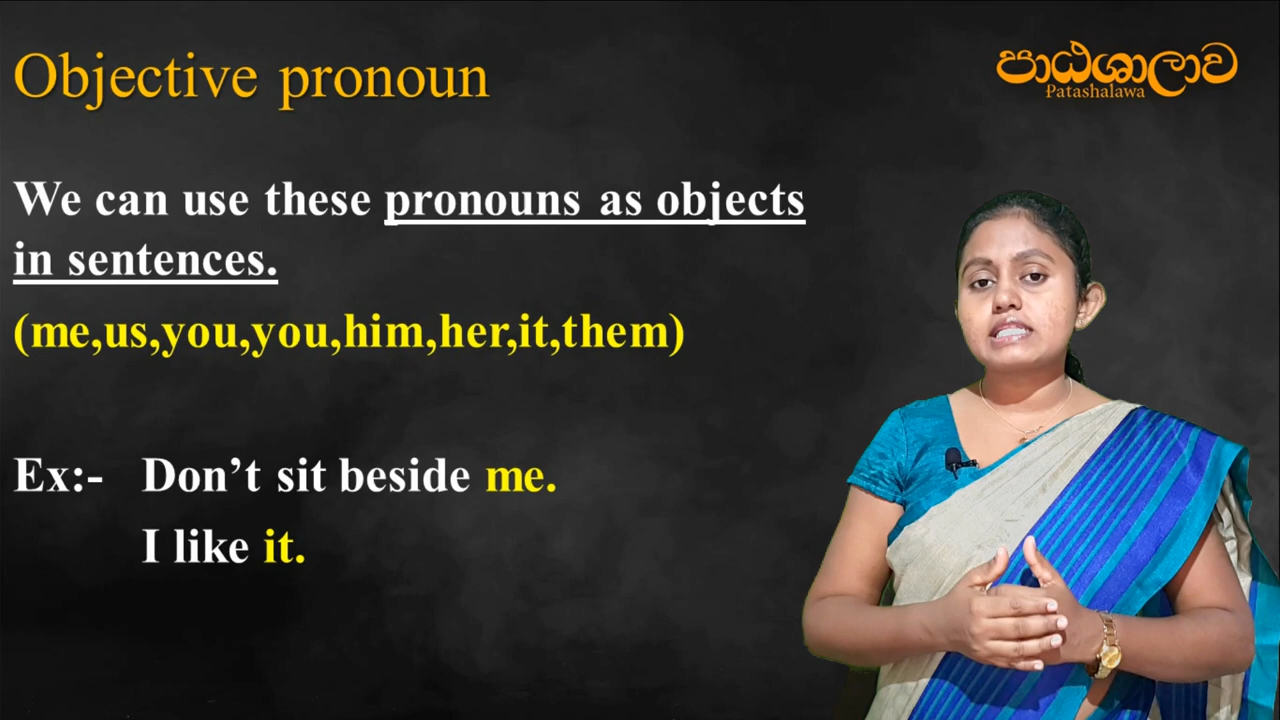 Objective pronoun
පාඨශාලාව
Patashalawa
We can use these pronouns as objects
in sentences.
(me,us,you,you,him,her,it,them)
Ex:- Don’t sit beside me.
I like it.